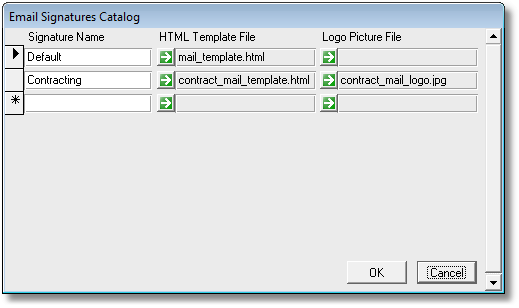 Email Signatures Catalog
Signature Name HTML Template File Logo Picture File
Default mail_template.html
Contracting contract_mail_template.html contract_mail_logo.jpg
*
OK Cancel